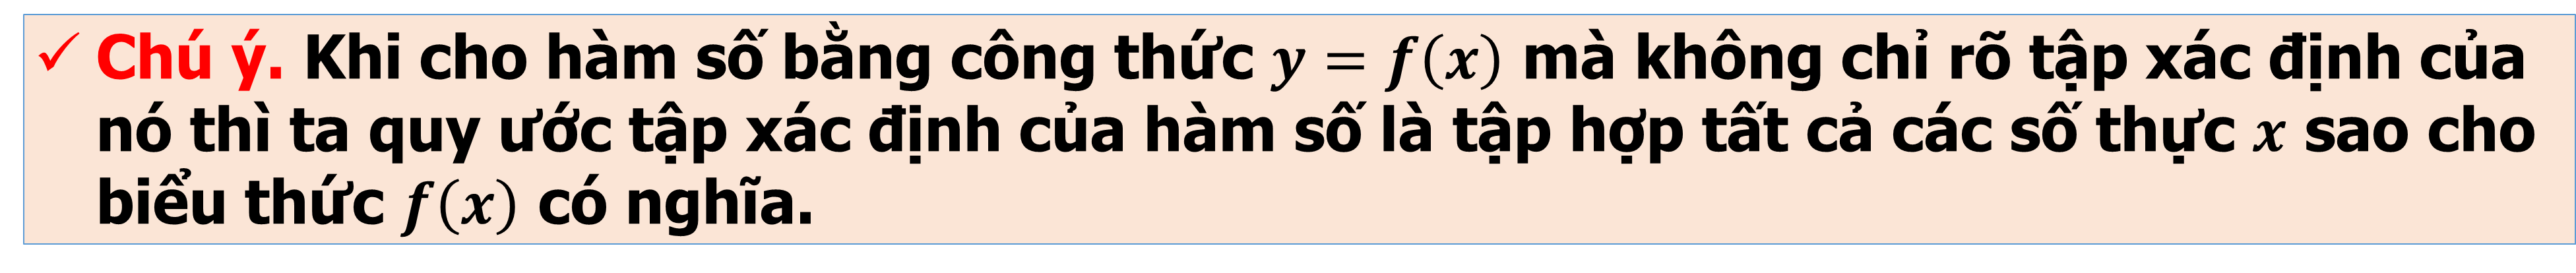 ✓ Chú ý. Khi cho hàm số bằng công thức y = f(x) mà không chỉ rõ tập xác định của
nó thì ta quy ước tập xác định của hàm số là tập hợp tất cả các số thực x sao cho
biểu thức f(x) có nghĩa.